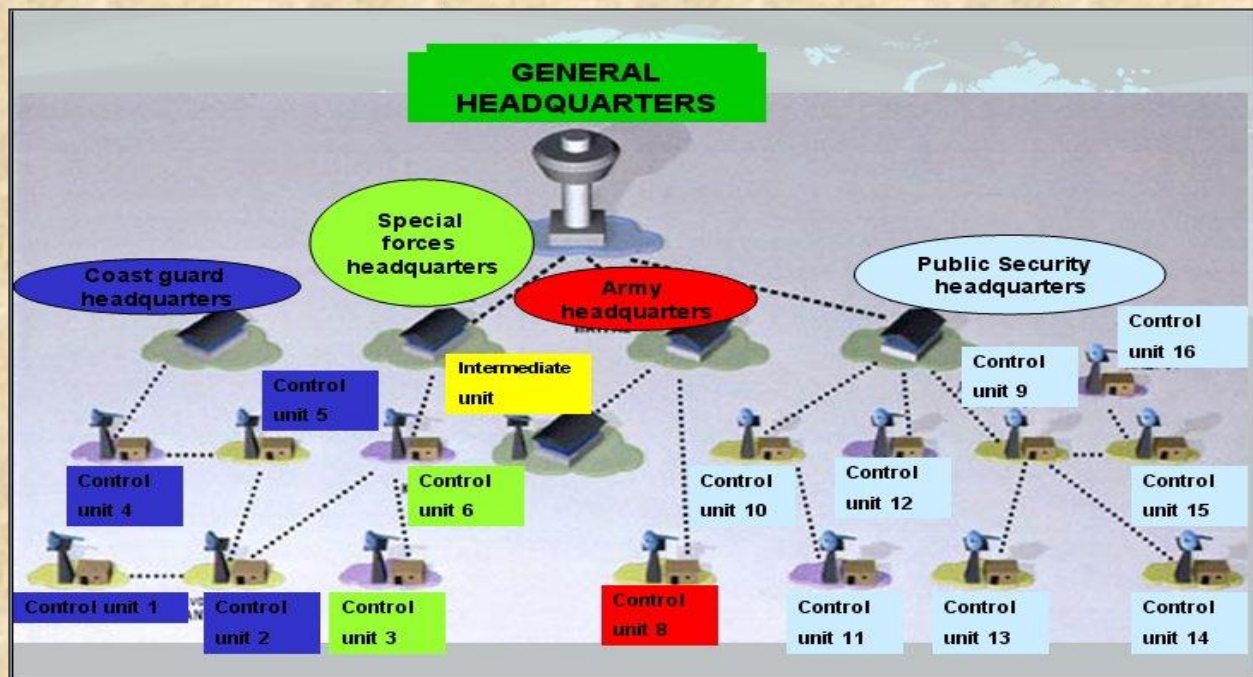 GENERAL
HEADQUARTERS
Special
forces
headquarters
Coast guard
headquarters
Army
headquarters
Public Security
headquarters
Control
unit 16
Intermediate
unit
Control
unit 9
Control
unit 5
Control
unit 4
Control
unit 6
Control
unit 10
Control
unit 12
Control
unit 15
Control unit 1
Control
unit 2
Control
unit 3
Control
unit 8
Control
unit 11
Control
unit 13
Control
unit 14